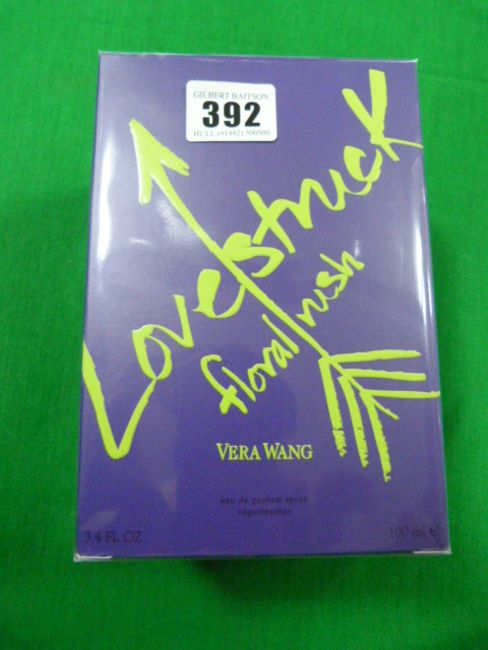 GILBERT BAITSON
392
HULL (01482) 500500
Lovestruck
floral rush
VERA WANG
eau de parfum spray
vaporisateur
3.4 FL OZ
100 ml e